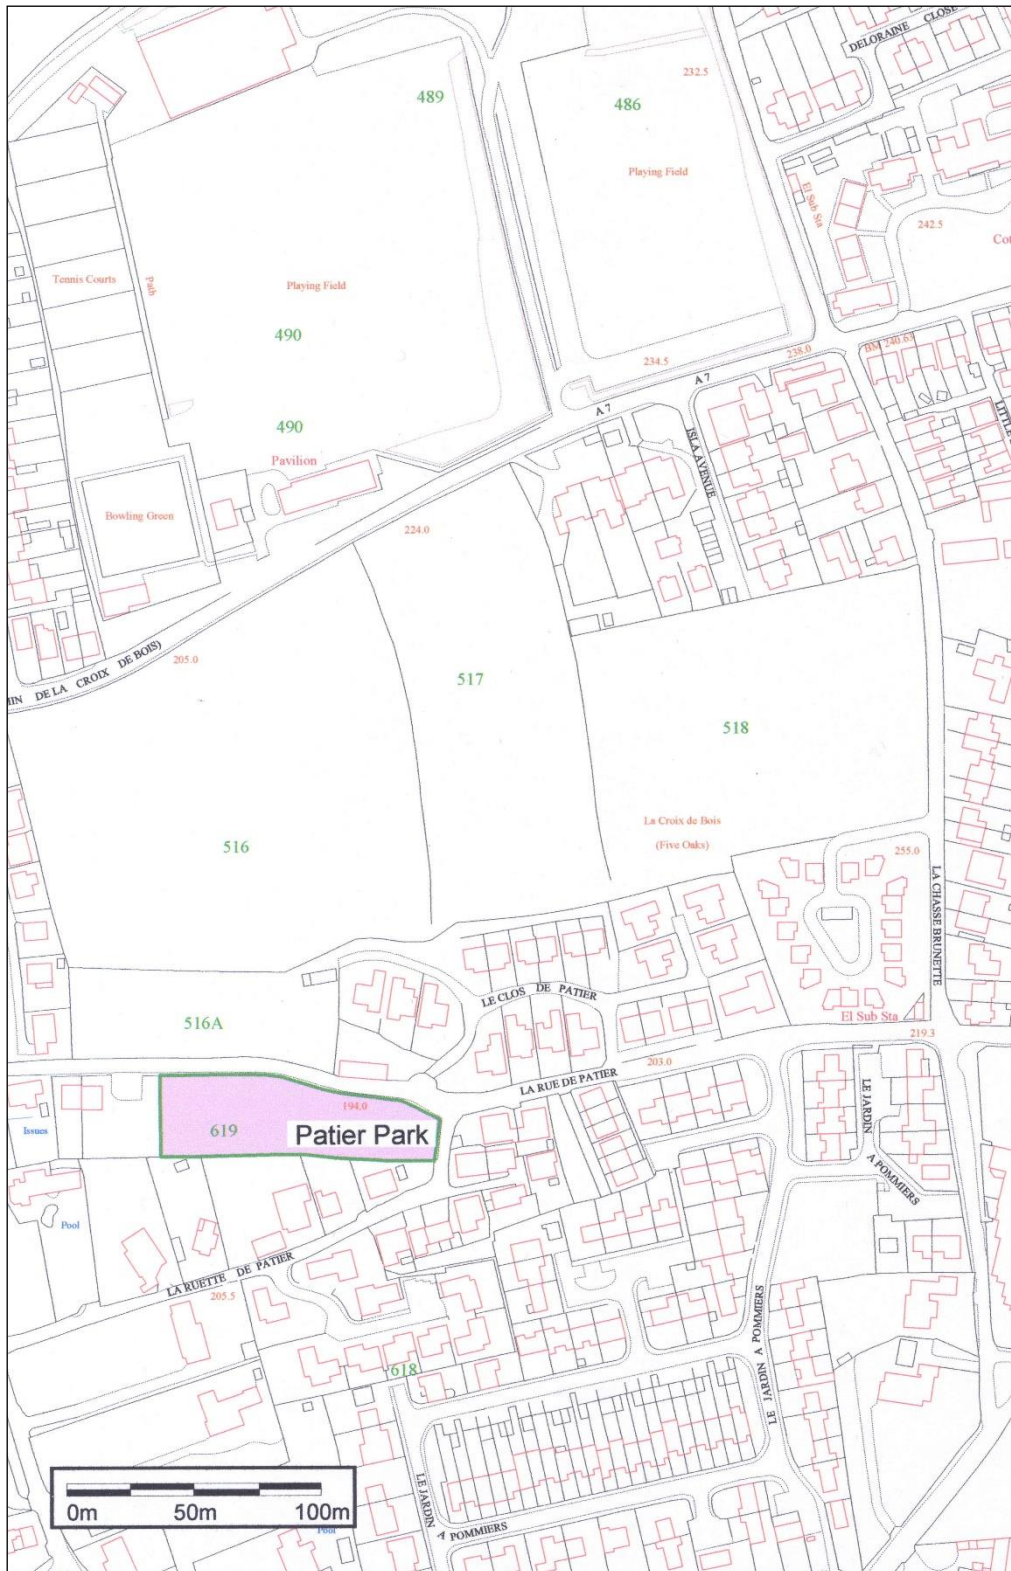 DELORAINE CLOSE
489
232.5
486
Playing Field
El Sub Sta
242.5
Tennis Courts
Path
Playing Field
490
234.5
238.0
BM 240.63
A 7
A 7
490
ISLA AVENUE
Pavilion
Bowling Green
224.0
DE LA CROIX DE BOIS)
205.0
517
518
La Croix de Bois
(Five Oaks)
516
255.0
LA CHASSE BRUNETTE
LE CLOS DE PATIER
516A
El Sub Sta
219.3
203.0
LA RUE DE PATIER
LE JARDIN
A POMMIERS
194.0
Issues
619
Patier Park
Pool
LA RUETTE DE PATIER
205.5
LE JARDIN A POMMIERS
618
LE JARDIN
A POMMIERS
0m 50m 100m
Pool